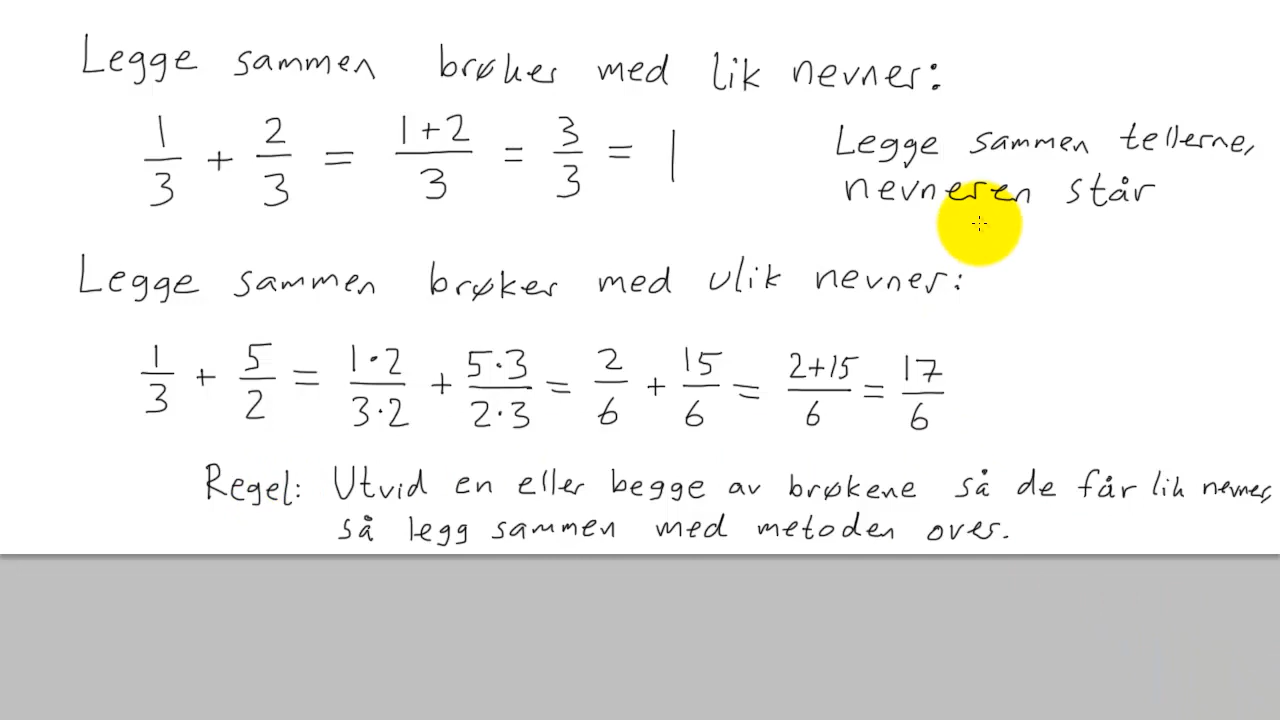 Legge sammen brøker med lik nevner:
1/3 + 2/3 = (1+2)/3 = 3/3 = 1
Legge sammen tellerne,
nevneren står
Legge sammen brøker med ulik nevner:
1/3 + 5/2 = (1·2)/(3·2) + (5·3)/(2·3) = 2/6 + 15/6 = (2+15)/6 = 17/6
Regel: Utvid en eller begge av brøkene så de får lik nevner,
så legg sammen med metoden over.